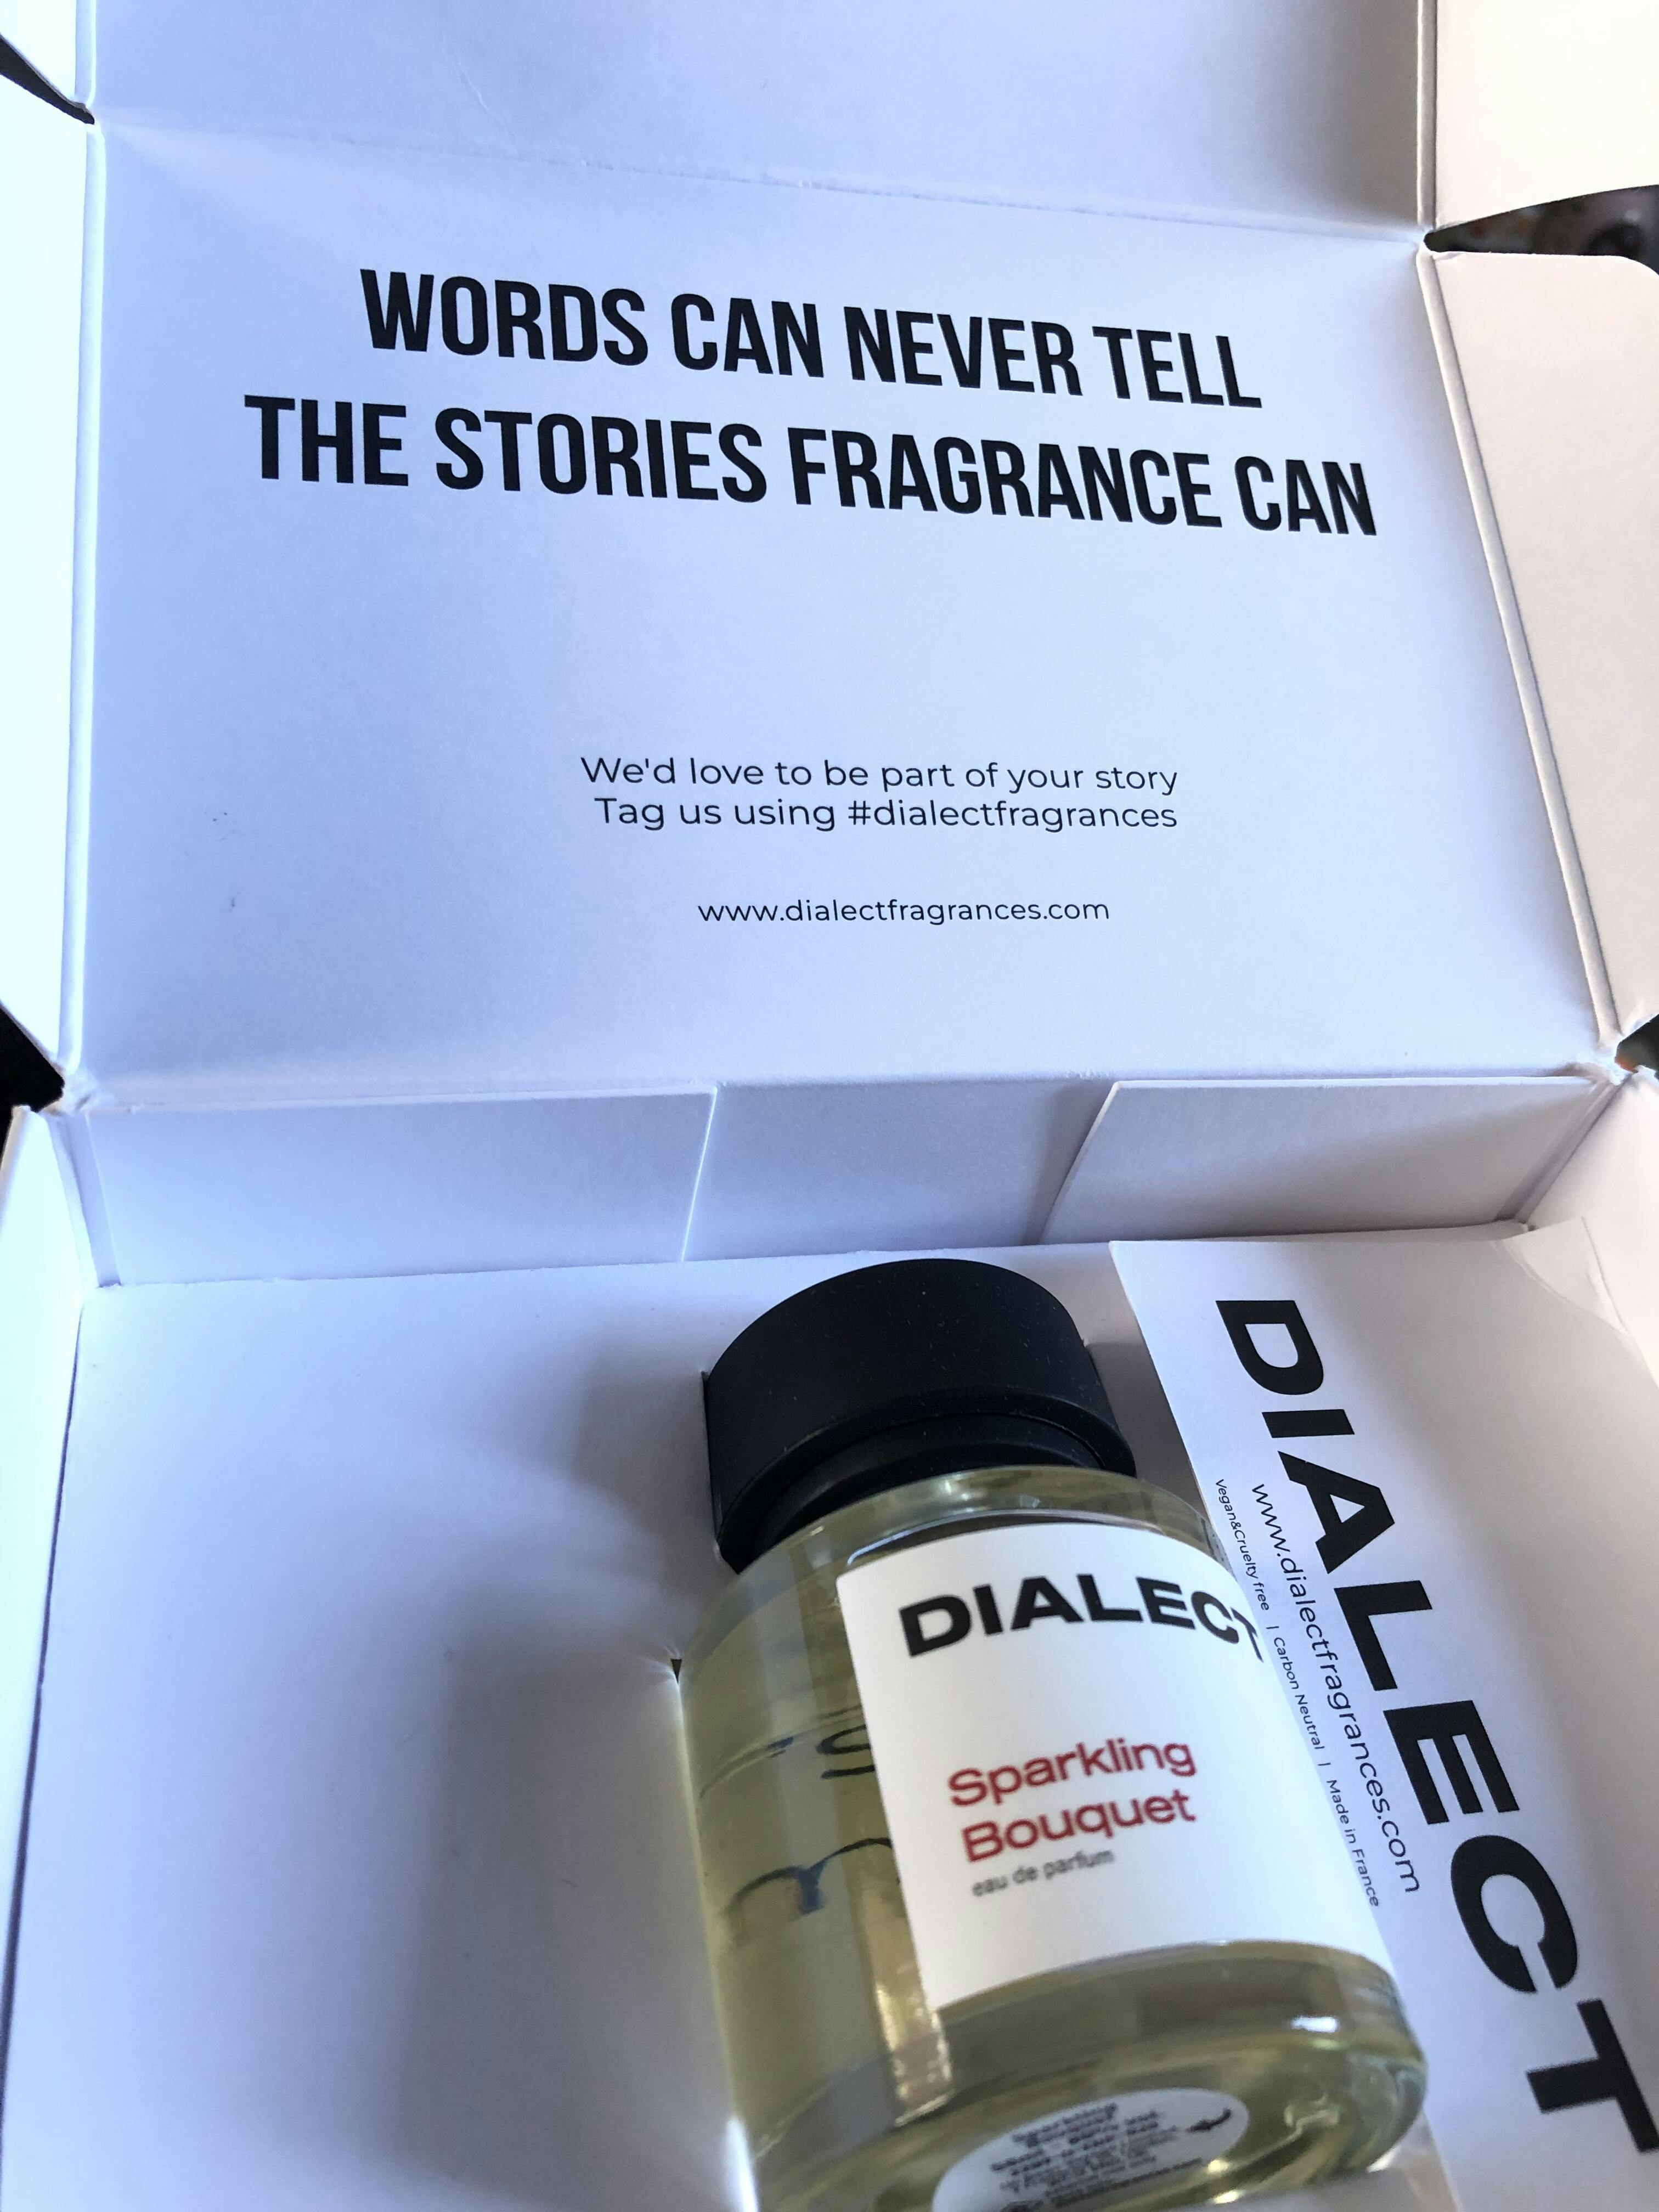 WORDS CAN NEVER TELL
THE STORIES FRAGRANCE CAN
We'd love to be part of your story
Tag us using #dialectfragrances
www.dialectfragrances.com
DIALECT
www.dialectfragrances.com
Vegan&Cruelty free | Carbon Neutral | Made in France
DIALECT
Sparkling
Bouquet
eau de parfum